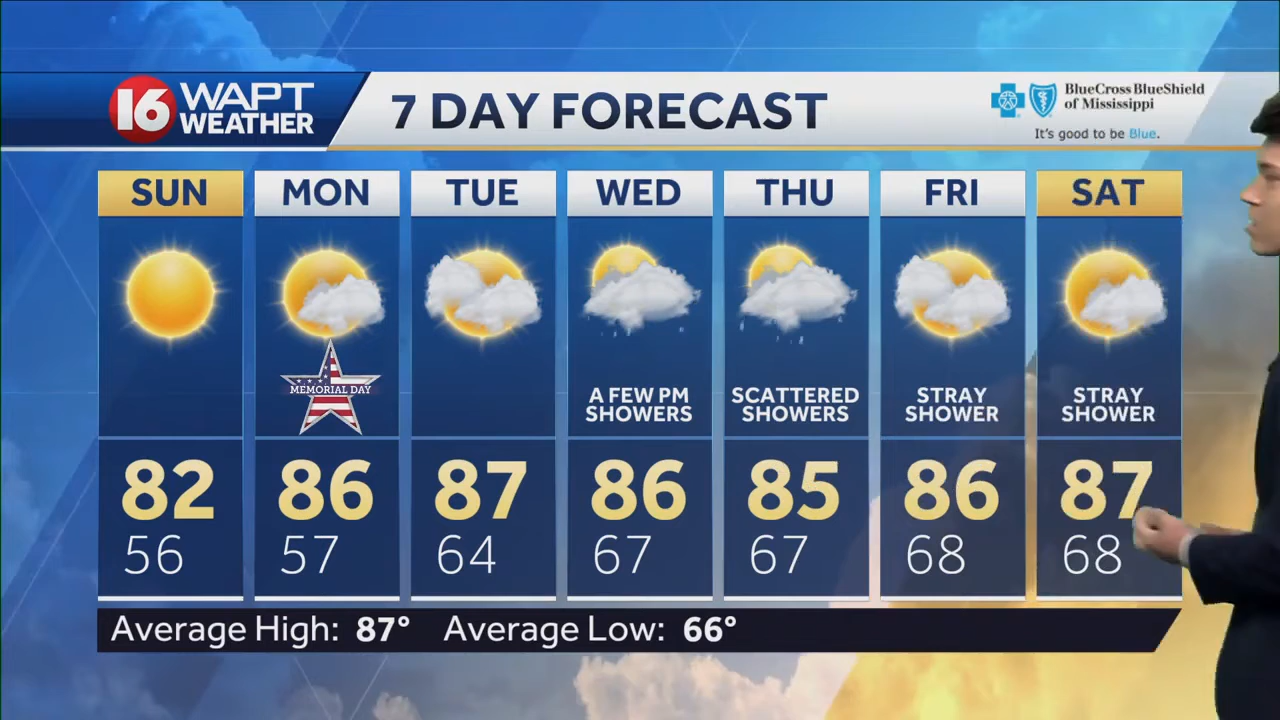 16 WAPT
WEATHER
7 DAY FORECAST
BlueCross BlueShield
of Mississippi
It's good to be Blue.
SUN
MON
TUE
WED
THU
FRI
SAT
MEMORIAL DAY
A FEW PM
SHOWERS
SCATTERED
SHOWERS
STRAY
SHOWER
STRAY
SHOWER
82
86
87
86
85
86
87
56
57
64
67
67
68
68
Average High: 87° Average Low: 66°